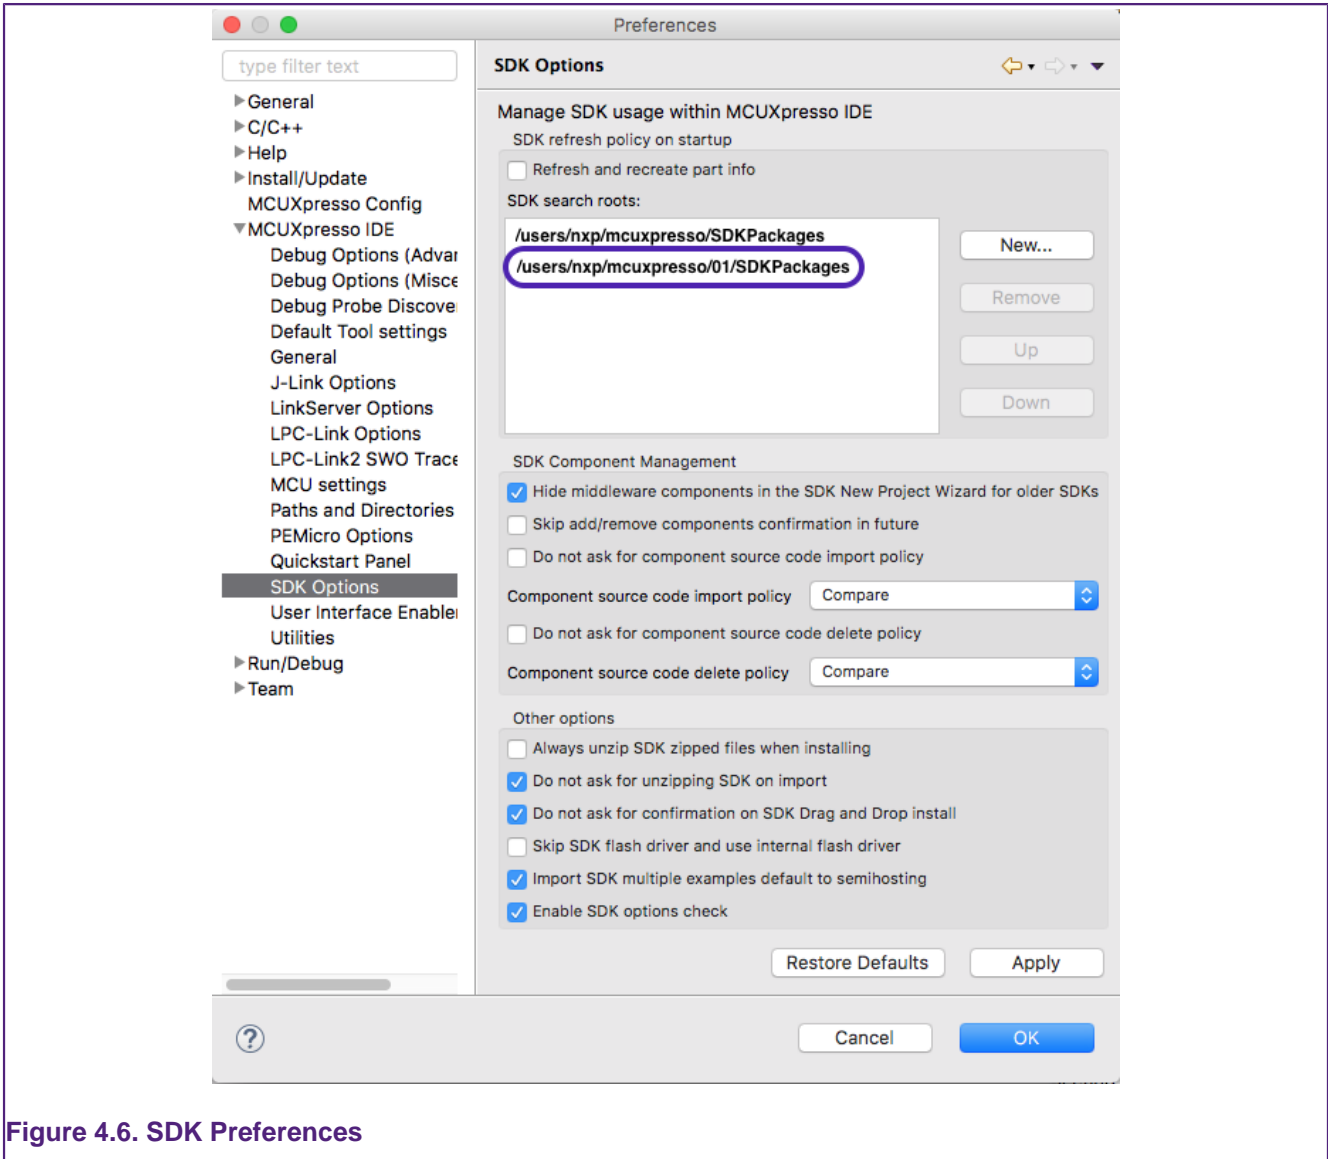 Preferences
type filter text
General
C/C++
Help
Install/Update
MCUXpresso Config
MCUXpresso IDE
Debug Options (Advar
Debug Options (Misce
Debug Probe Discove
Default Tool settings
General
J-Link Options
LinkServer Options
LPC-Link Options
LPC-Link2 SWO Trace
MCU settings
Paths and Directories
PEMicro Options
Quickstart Panel
SDK Options
User Interface Enable
Utilities
Run/Debug
Team
SDK Options
Manage SDK usage within MCUXpresso IDE
SDK refresh policy on startup
Refresh and recreate part info
SDK search roots:
/users/nxp/mcuxpresso/SDKPackages
/users/nxp/mcuxpresso/01/SDKPackages
New...
Remove
Up
Down
SDK Component Management
Hide middleware components in the SDK New Project Wizard for older SDKs
Skip add/remove components confirmation in future
Do not ask for component source code import policy
Component source code import policy Compare
Do not ask for component source code delete policy
Component source code delete policy Compare
Other options
Always unzip SDK zipped files when installing
Do not ask for unzipping SDK on import
Do not ask for confirmation on SDK Drag and Drop install
Skip SDK flash driver and use internal flash driver
Import SDK multiple examples default to semihosting
Enable SDK options check
Restore Defaults Apply
? Cancel OK
Figure 4.6. SDK Preferences